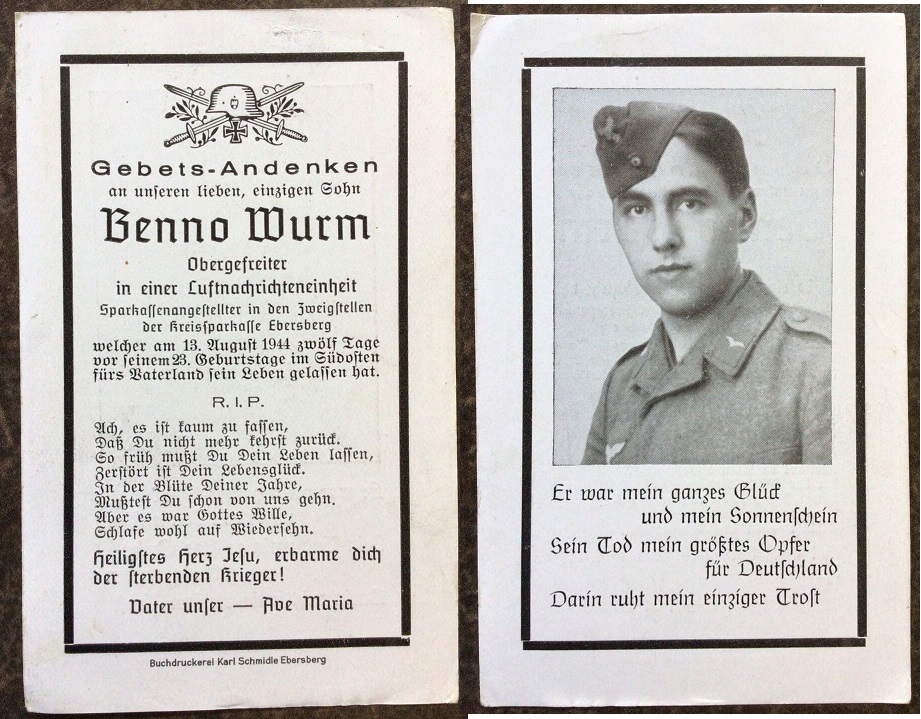 Gebets-Andenken
an unseren lieben, einzigen Sohn
Benno Wurm
Obergefreiter
in einer Luftnachrichteneinheit
Sparkassenangestellter in den Zweigstellen
der Kreissparkasse Ebersberg
welcher am 13. August 1944 zwölf Tage
vor seinem 23. Geburtstage im Südosten
fürs Vaterland sein Leben gelassen hat.
R. I. P.
Ach, es ist kaum zu fassen,
Daß Du nicht mehr kehrst zurück.
So früh mußt Du Dein Leben lassen,
Zerstört ist Dein Lebensglück.
In der Blüte Deiner Jahre,
Mußtest Du schon von uns gehn.
Aber es war Gottes Wille,
Schlafe wohl auf Wiedersehn.
Heiligstes Herz Jesu, erbarme dich
der sterbenden Krieger!
Vater unser — Ave Maria
Buchdruckerei Karl Schmidle Ebersberg
Er war mein ganzes Glück
und mein Sonnenschein
Sein Tod mein größtes Opfer
für Deutschland
Darin ruht mein einziger Trost